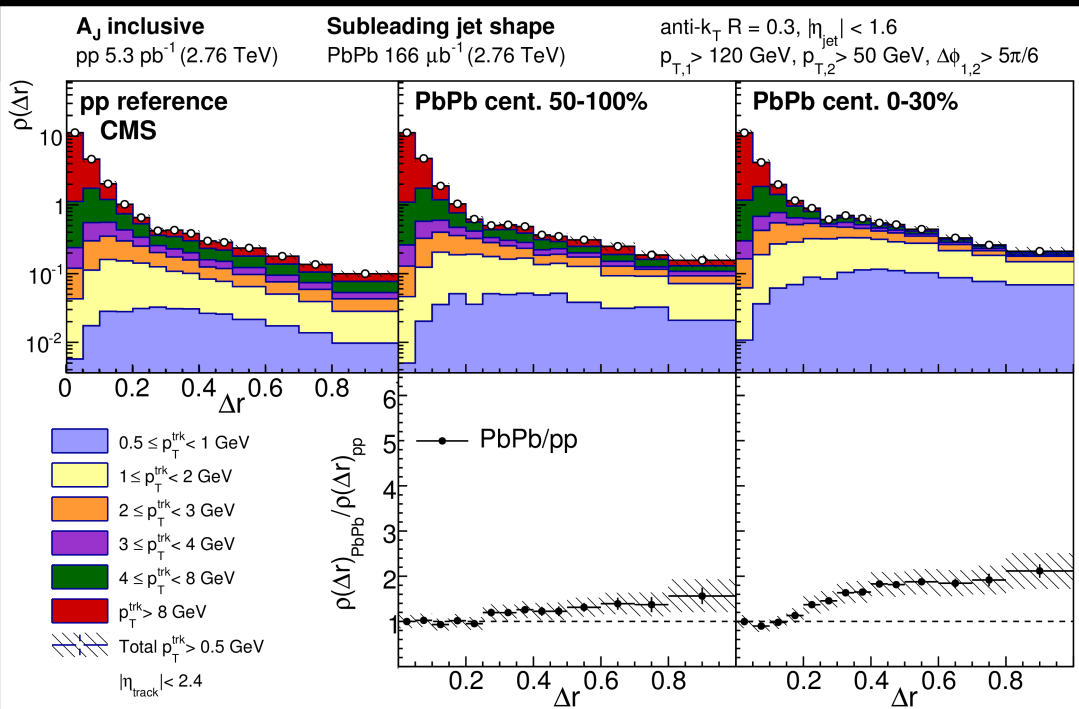 A_J inclusive
pp 5.3 pb⁻¹ (2.76 TeV)
Subleading jet shape
PbPb 166 μb⁻¹ (2.76 TeV)
anti-k_T R = 0.3, |η_jet| < 1.6
p_T,1 > 120 GeV, p_T,2 > 50 GeV, Δφ_1,2 > 5π/6
ρ(Δr)
pp reference
CMS
PbPb cent. 50-100%
PbPb cent. 0-30%
10
1
10⁻¹
10⁻²
0 0.2 0.4 0.6 0.8
Δr
0.5 ≤ p_T^trk < 1 GeV
1 ≤ p_T^trk < 2 GeV
2 ≤ p_T^trk < 3 GeV
3 ≤ p_T^trk < 4 GeV
4 ≤ p_T^trk < 8 GeV
p_T^trk > 8 GeV
Total p_T^trk > 0.5 GeV
|η_track| < 2.4
ρ(Δr)_PbPb/ρ(Δr)_pp
6
5
4
3
2
1
PbPb/pp
0.2 0.4 0.6 0.8
Δr
0.2 0.4 0.6 0.8
Δr